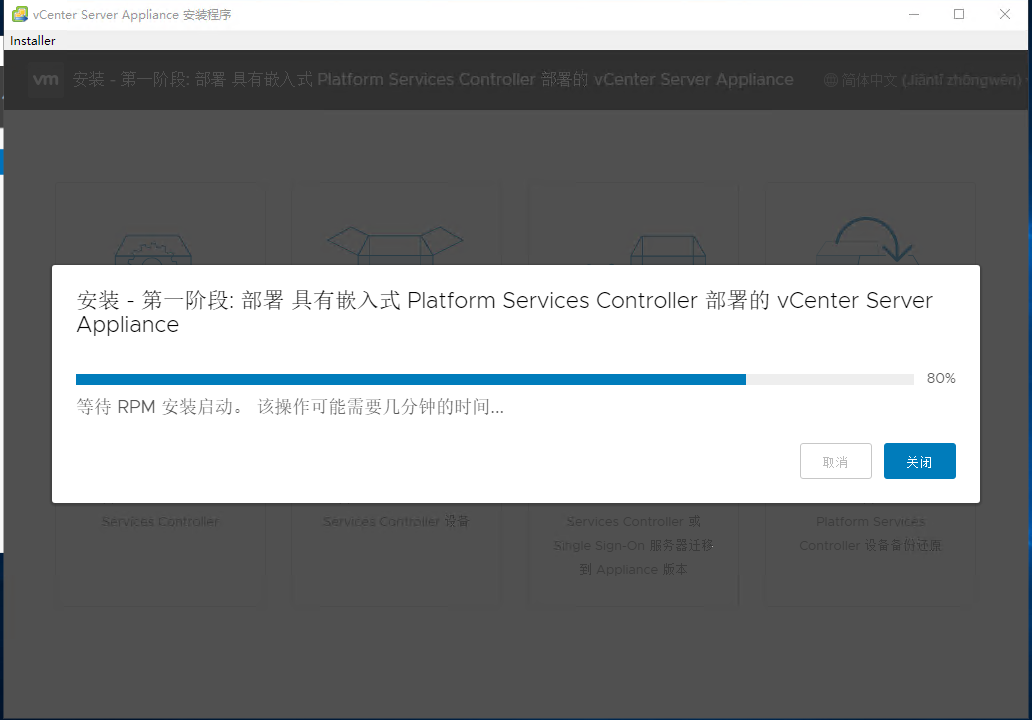 vCenter Server Appliance 安装程序
Installer
vm 安装 - 第一阶段: 部署 具有嵌入式 Platform Services Controller 部署的 vCenter Server Appliance 简体中文 (Jiāntǐ zhōngwén)
安装 - 第一阶段: 部署 具有嵌入式 Platform Services Controller 部署的 vCenter Server
Appliance
80%
等待 RPM 安装启动。 该操作可能需要几分钟的时间...
取消 关闭
Services Controller Services Controller 设备 Services Controller 或 Platform Services
Single Sign-On 服务器迁移 Controller 设备备份还原
到 Appliance 版本